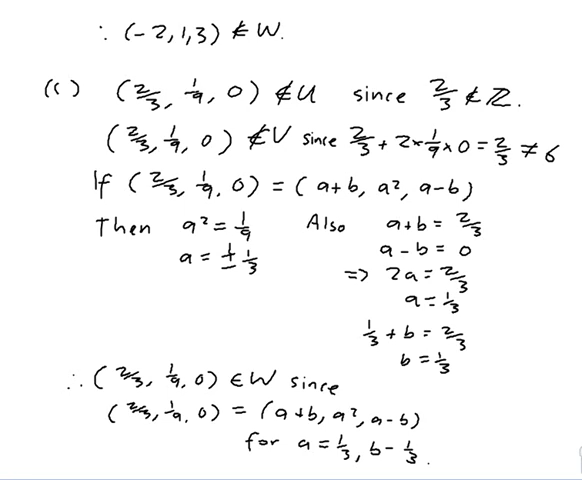 ∴ (-2,1,3) ∉ W.
(c) (2/3, 1/9, 0) ∉ U since 2/3 ∉ ℤ.
(2/3, 1/9, 0) ∉ V since 2/3 + 2×1/9×0 = 2/3 ≠ 6
If (2/3, 1/9, 0) = (a+b, a², a-b)
Then a² = 1/9 Also a+b = 2/3
a = ± 1/3 a-b = 0
=> 2a = 2/3
a = 1/3
1/3 + b = 2/3
b = 1/3
∴ (2/3, 1/9, 0) ∈ W since
(2/3, 1/9, 0) = (a+b, a², a-b)
for a = 1/3, b - 1/3.